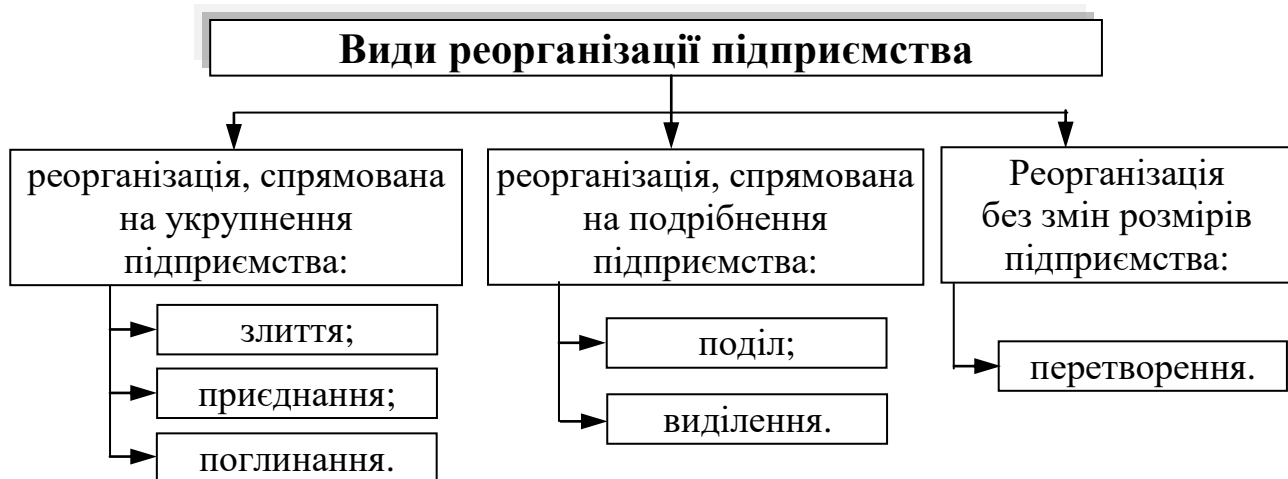 Види реорганізації підприємства
реорганізація, спрямована
на укрупнення
підприємства:
злиття;
приєднання;
поглинання.
реорганізація, спрямована
на подрібнення
підприємства:
поділ;
виділення.
Реорганізація
без змін розмірів
підприємства:
перетворення.